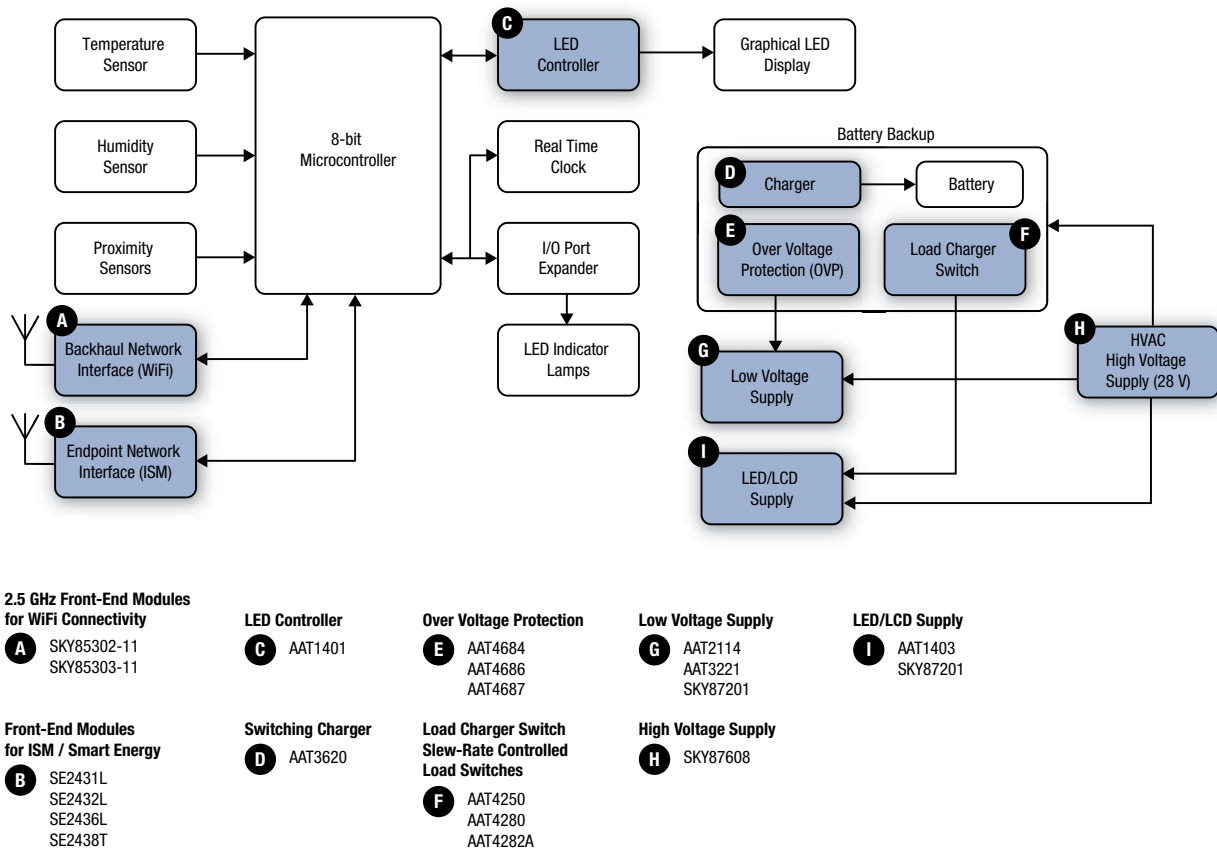 Temperature
Sensor
Humidity
Sensor
Proximity
Sensors
8-bit
Microcontroller
C
LED
Controller
Graphical LED
Display
Real Time
Clock
I/O Port
Expander
LED Indicator
Lamps
A
Backhaul Network
Interface (WiFi)
B
Endpoint Network
Interface (ISM)
Battery Backup
D
Charger
Battery
E
Over Voltage
Protection (OVP)
F
Load Charger
Switch
G
Low Voltage
Supply
H
HVAC
High Voltage
Supply (28 V)
I
LED/LCD
Supply
2.5 GHz Front-End Modules
for WiFi Connectivity
A
SKY85302-11
SKY85303-11
LED Controller
C
AAT1401
Over Voltage Protection
E
AAT4684
AAT4686
AAT4687
Low Voltage Supply
G
AAT2114
AAT3221
SKY87201
LED/LCD Supply
I
AAT1403
SKY87201
Front-End Modules
for ISM / Smart Energy
B
SE2431L
SE2432L
SE2436L
SE2438T
Switching Charger
D
AAT3620
Load Charger Switch
Slew-Rate Controlled
Load Switches
F
AAT4250
AAT4280
AAT4282A
High Voltage Supply
H
SKY87608